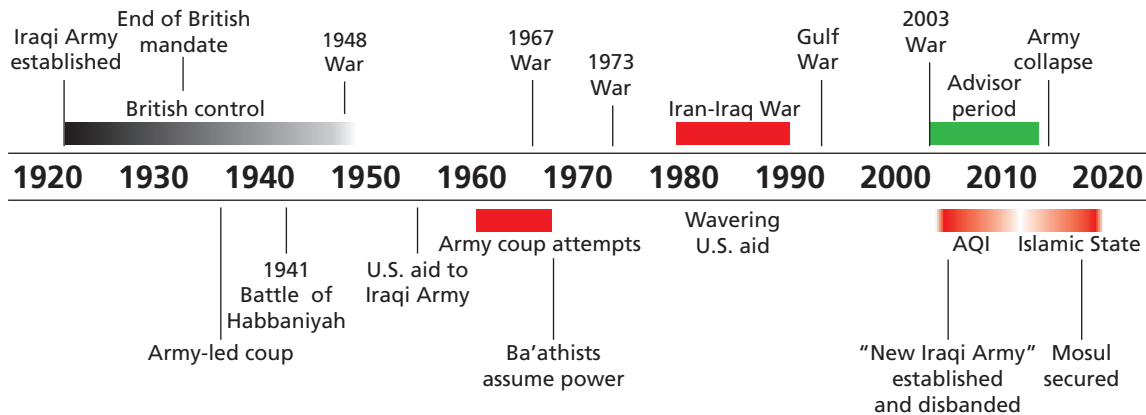 Iraqi Army
established
End of British
mandate
British control
1948
War
1967
War
1973
War
Iran-Iraq War
Gulf
War
2003
War
Advisor
period
Army
collapse
1920 1930 1940 1950 1960 1970 1980 1990 2000 2010 2020
Army-led coup
1941
Battle of
Habbaniyah
U.S. aid to
Iraqi Army
Army coup attempts
Ba'athists
assume power
Wavering
U.S. aid
AQI
Islamic State
“New Iraqi Army”
established
and disbanded
Mosul
secured